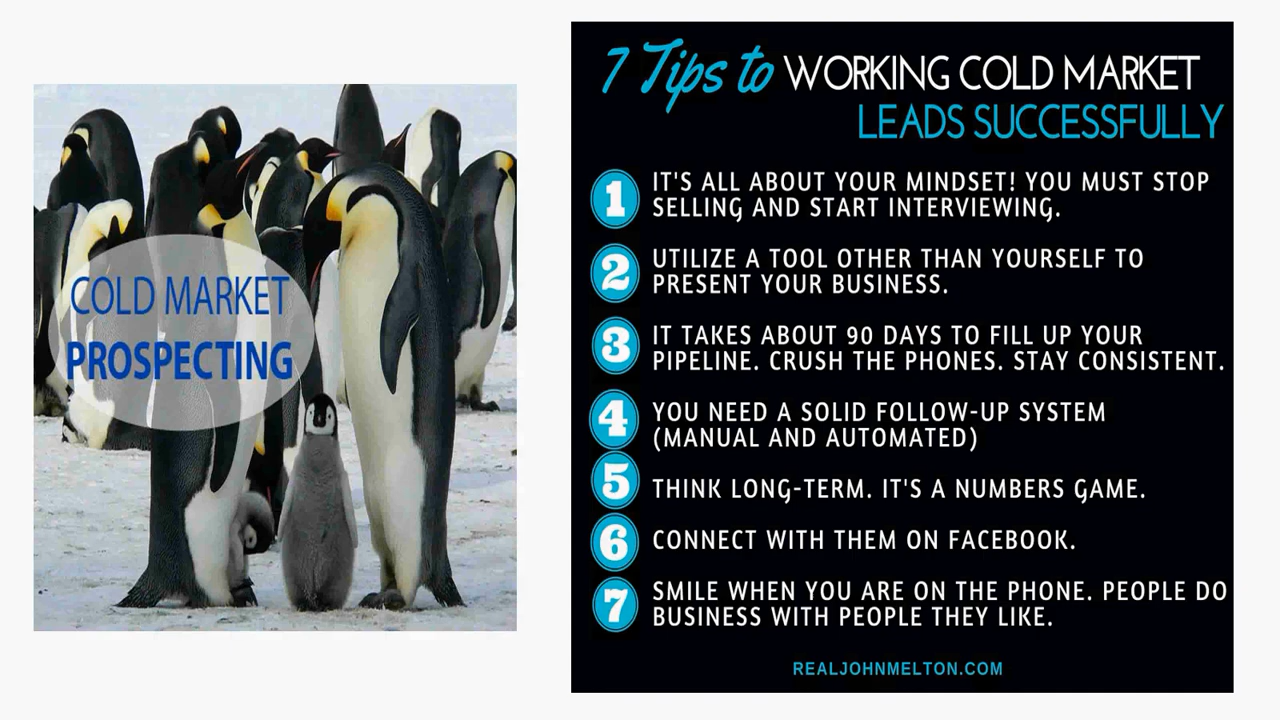 COLD MARKET
PROSPECTING
7 Tips to WORKING COLD MARKET
LEADS SUCCESSFULLY
1 IT'S ALL ABOUT YOUR MINDSET! YOU MUST STOP
SELLING AND START INTERVIEWING.
2 UTILIZE A TOOL OTHER THAN YOURSELF TO
PRESENT YOUR BUSINESS.
3 IT TAKES ABOUT 90 DAYS TO FILL UP YOUR
PIPELINE. CRUSH THE PHONES. STAY CONSISTENT.
4 YOU NEED A SOLID FOLLOW-UP SYSTEM
(MANUAL AND AUTOMATED)
5 THINK LONG-TERM. IT'S A NUMBERS GAME.
6 CONNECT WITH THEM ON FACEBOOK.
7 SMILE WHEN YOU ARE ON THE PHONE. PEOPLE DO
BUSINESS WITH PEOPLE THEY LIKE.
REALJOHNMELTON.COM